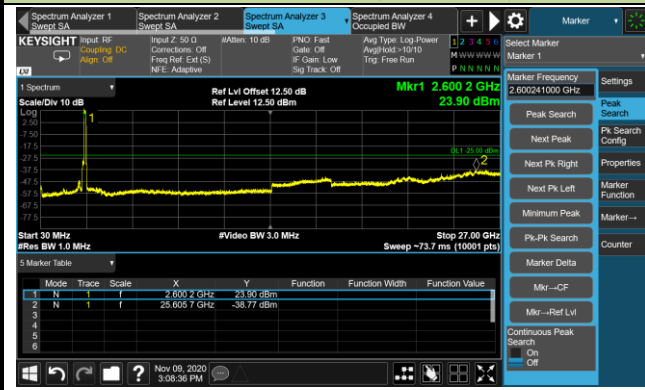 Spectrum Analyzer 1 Swept SA
Spectrum Analyzer 2 Swept SA
Spectrum Analyzer 3 Swept SA
Spectrum Analyzer 4 Occupied BW
Marker
KEYSIGHT
Input: RF
Coupling: DC
Align: Off
Input Z: 50 Ω
Corrections: Off
Freq Ref: Ext (S)
NFE: Adaptive
#Atten: 10 dB
PNO: Fast
Gate: Off
IF Gain: Low
Sig Track: Off
Avg Type: Log-Power
Avg|Hold:>10/10
Trig: Free Run
1 2 3 4 5 6
M W W W W W
P N N N N N
LXI
1 Spectrum
Scale/Div 10 dB
Ref Lvl Offset 12.50 dB
Ref Level 12.50 dBm
Mkr1 2.600 2 GHz
23.90 dBm
Log
2.50
-7.50
-17.5
-27.5
-37.5
-47.5
-57.5
-67.5
-77.5
1
DL1 -25.00 dBm
2
Start 30 MHz
#Res BW 1.0 MHz
#Video BW 3.0 MHz
Stop 27.00 GHz
Sweep ~73.7 ms (10001 pts)
5 Marker Table
Mode Trace Scale X Y Function Function Width Function Value
1 N 1 f 2.600 2 GHz 23.90 dBm
2 N 1 f 25.605 7 GHz -38.77 dBm
3
4
5
6
Nov 09, 2020
3:08:36 PM
Select Marker
Marker 1
Marker Frequency
2.600241000 GHz
Peak Search
Next Peak
Next Pk Right
Next Pk Left
Minimum Peak
Pk-Pk Search
Marker Delta
Mkr→CF
Mkr→Ref Lvl
Continuous Peak Search
On
Off
Settings
Peak Search
Pk Search Config
Properties
Marker Function
Marker→
Counter